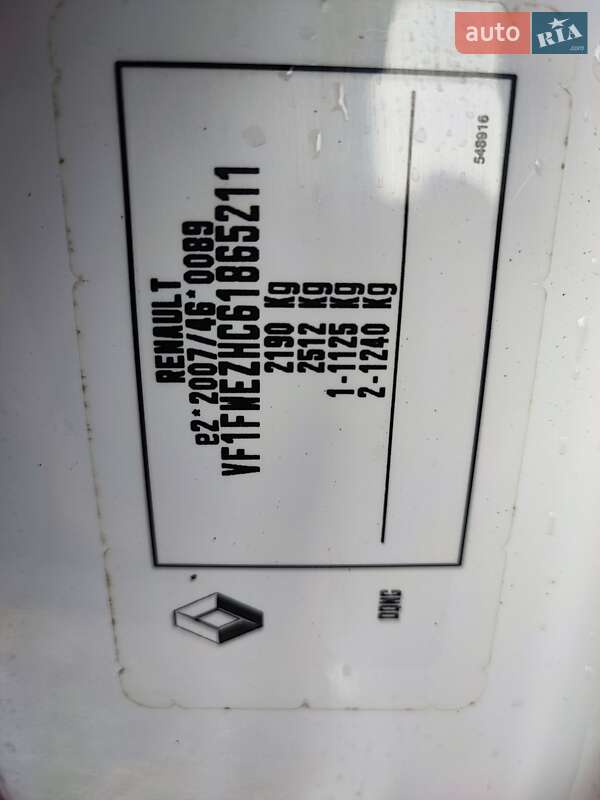 auto RIA.com
548916
RENAULT
e2*2007/46*0089
VF1FWEZHC61865211
2190 Kg
2512 Kg
1-1125 Kg
2-1240 Kg